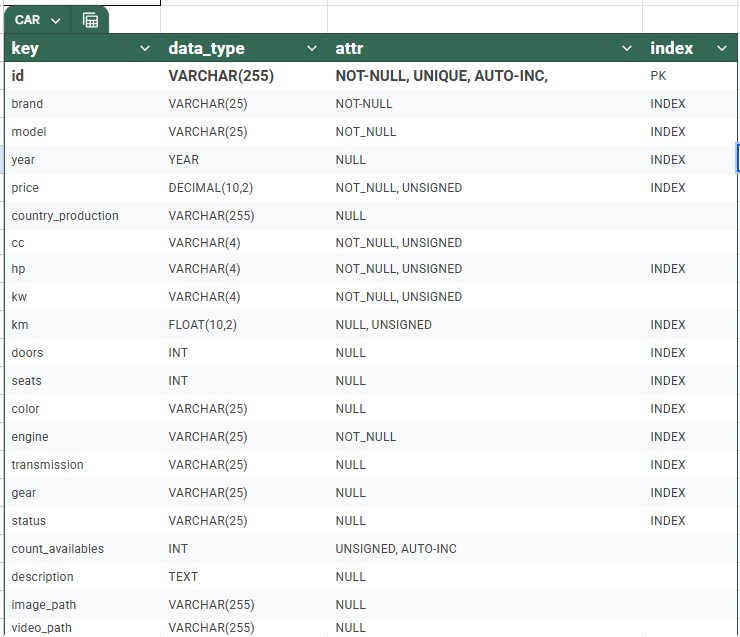 CAR
key data_type attr index
id VARCHAR(255) NOT-NULL, UNIQUE, AUTO-INC, PK
brand VARCHAR(25) NOT-NULL INDEX
model VARCHAR(25) NOT_NULL INDEX
year YEAR NULL INDEX
price DECIMAL(10,2) NOT_NULL, UNSIGNED INDEX
country_production VARCHAR(255) NULL
cc VARCHAR(4) NOT_NULL, UNSIGNED
hp VARCHAR(4) NOT_NULL, UNSIGNED INDEX
kw VARCHAR(4) NOT_NULL, UNSIGNED
km FLOAT(10,2) NULL, UNSIGNED INDEX
doors INT NULL INDEX
seats INT NULL INDEX
color VARCHAR(25) NULL INDEX
engine VARCHAR(25) NOT_NULL INDEX
transmission VARCHAR(25) NULL INDEX
gear VARCHAR(25) NULL INDEX
status VARCHAR(25) NULL INDEX
count_availables INT UNSIGNED, AUTO-INC
description TEXT NULL
image_path VARCHAR(255) NULL
video_path VARCHAR(255) NULL